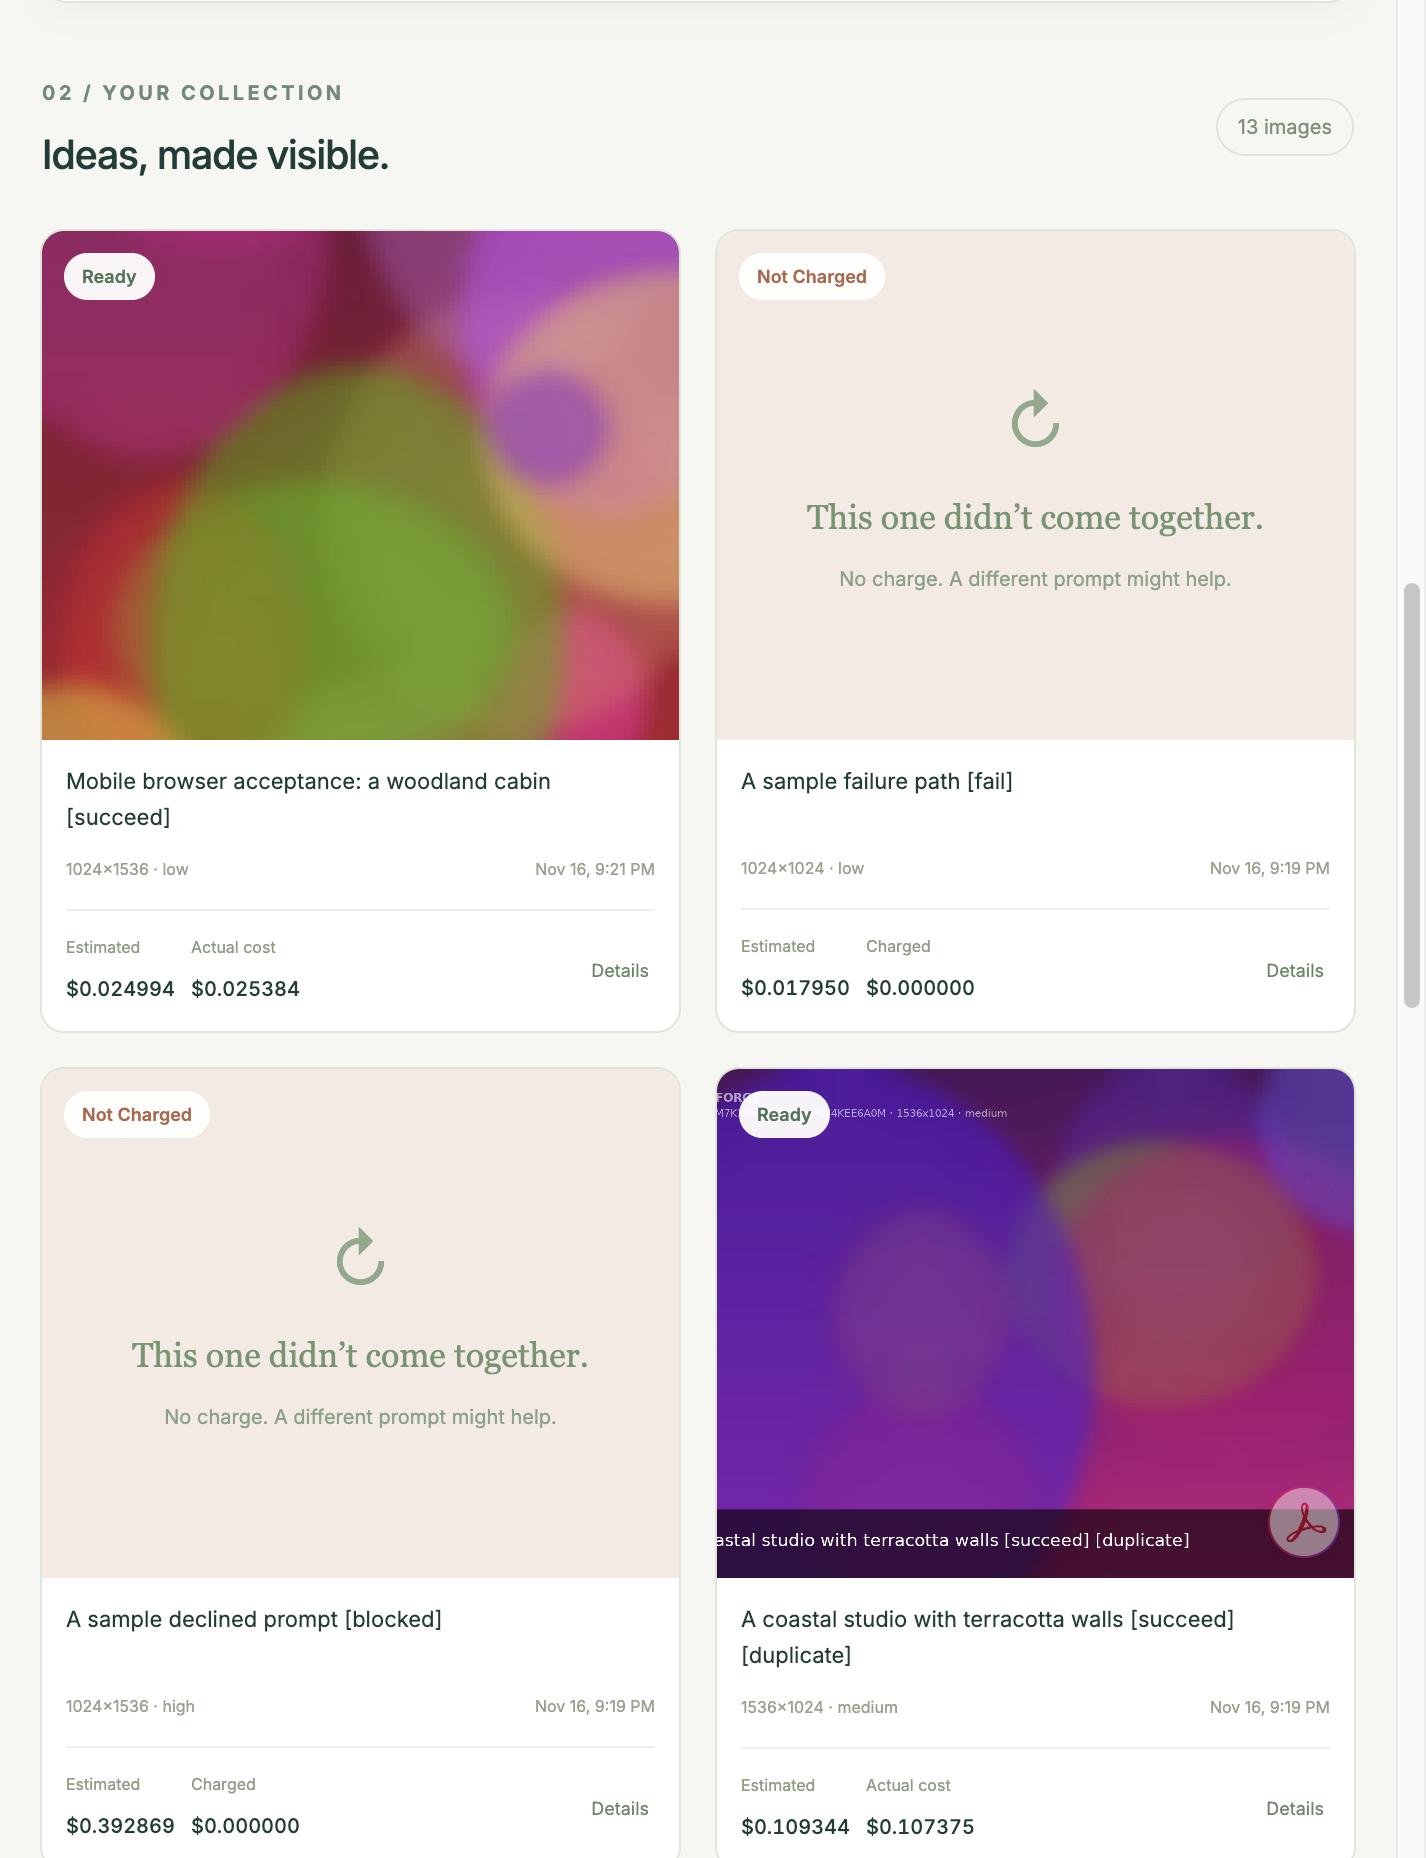 02 / YOUR COLLECTION
Ideas, made visible.
13 images
Ready
Mobile browser acceptance: a woodland cabin
[succeed]
1024×1536 · low
Nov 16, 9:21 PM
Estimated
Actual cost
$0.024994
$0.025384
Details
Not Charged
This one didn’t come together.
No charge. A different prompt might help.
A sample failure path [fail]
1024×1024 · low
Nov 16, 9:19 PM
Estimated
Charged
$0.017950
$0.000000
Details
Not Charged
This one didn’t come together.
No charge. A different prompt might help.
A sample declined prompt [blocked]
1024×1536 · high
Nov 16, 9:19 PM
Estimated
Charged
$0.392869
$0.000000
Details
Ready
4KEE6A0M · 1536x1024 · medium
astal studio with terracotta walls [succeed] [duplicate]
A coastal studio with terracotta walls [succeed]
[duplicate]
1536×1024 · medium
Nov 16, 9:19 PM
Estimated
Actual cost
$0.109344
$0.107375
Details